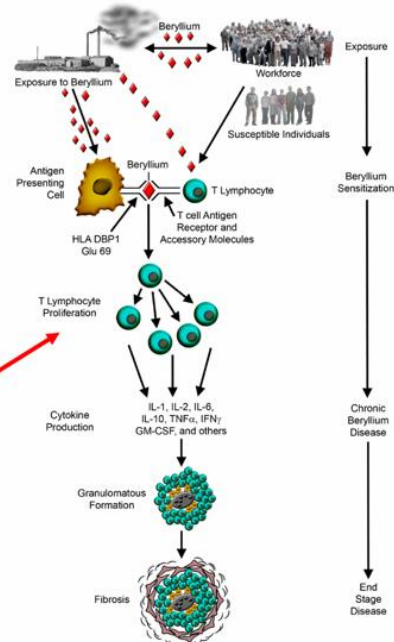 Beryllium
Exposure
Exposure to Beryllium
Workforce
Susceptible Individuals
Beryllium
Antigen
Presenting
Cell
T Lymphocyte
Beryllium
Sensitization
HLA DBP1
Glu 69
T cell Antigen
Receptor and
Accessory Molecules
T Lymphocyte
Proliferation
Cytokine
Production
IL-1, IL-2, IL-6,
IL-10, TNFα, IFNγ
GM-CSF, and others
Chronic
Beryllium
Disease
Granulomatous
Formation
Fibrosis
End
Stage
Disease